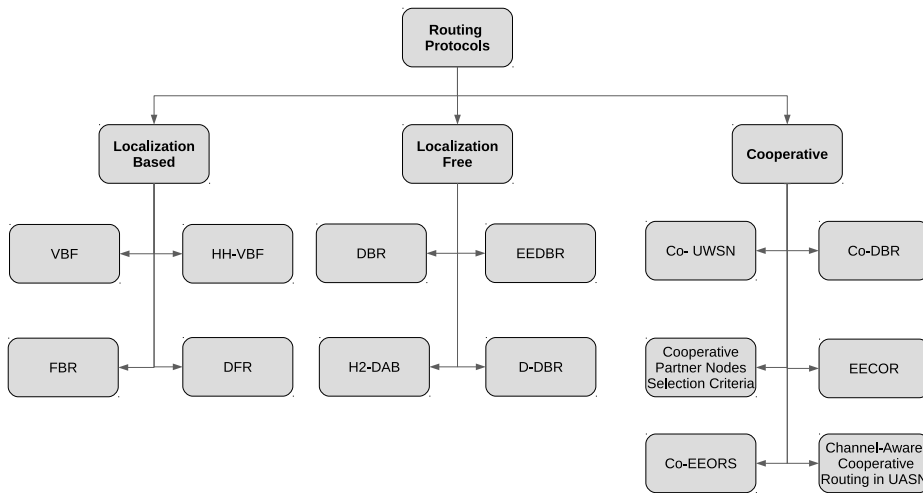 Routing
Protocols
Localization
Based
Localization
Free
Cooperative
VBF
HH-VBF
DBR
EEDBR
Co- UWSN
Co-DBR
FBR
DFR
H2-DAB
D-DBR
Cooperative
Partner Nodes
Selection Criteria
EECOR
Co-EEORS
Channel-Aware
Cooperative
Routing in UASN